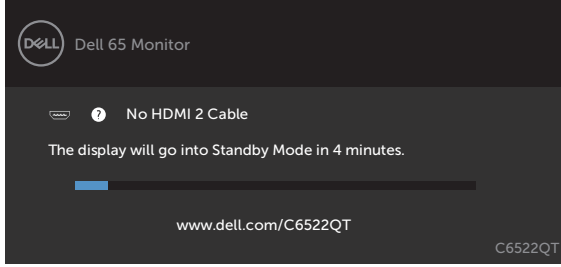 DELL Dell 65 Monitor
? No HDMI 2 Cable
The display will go into Standby Mode in 4 minutes.
www.dell.com/C6522QT
C6522QT